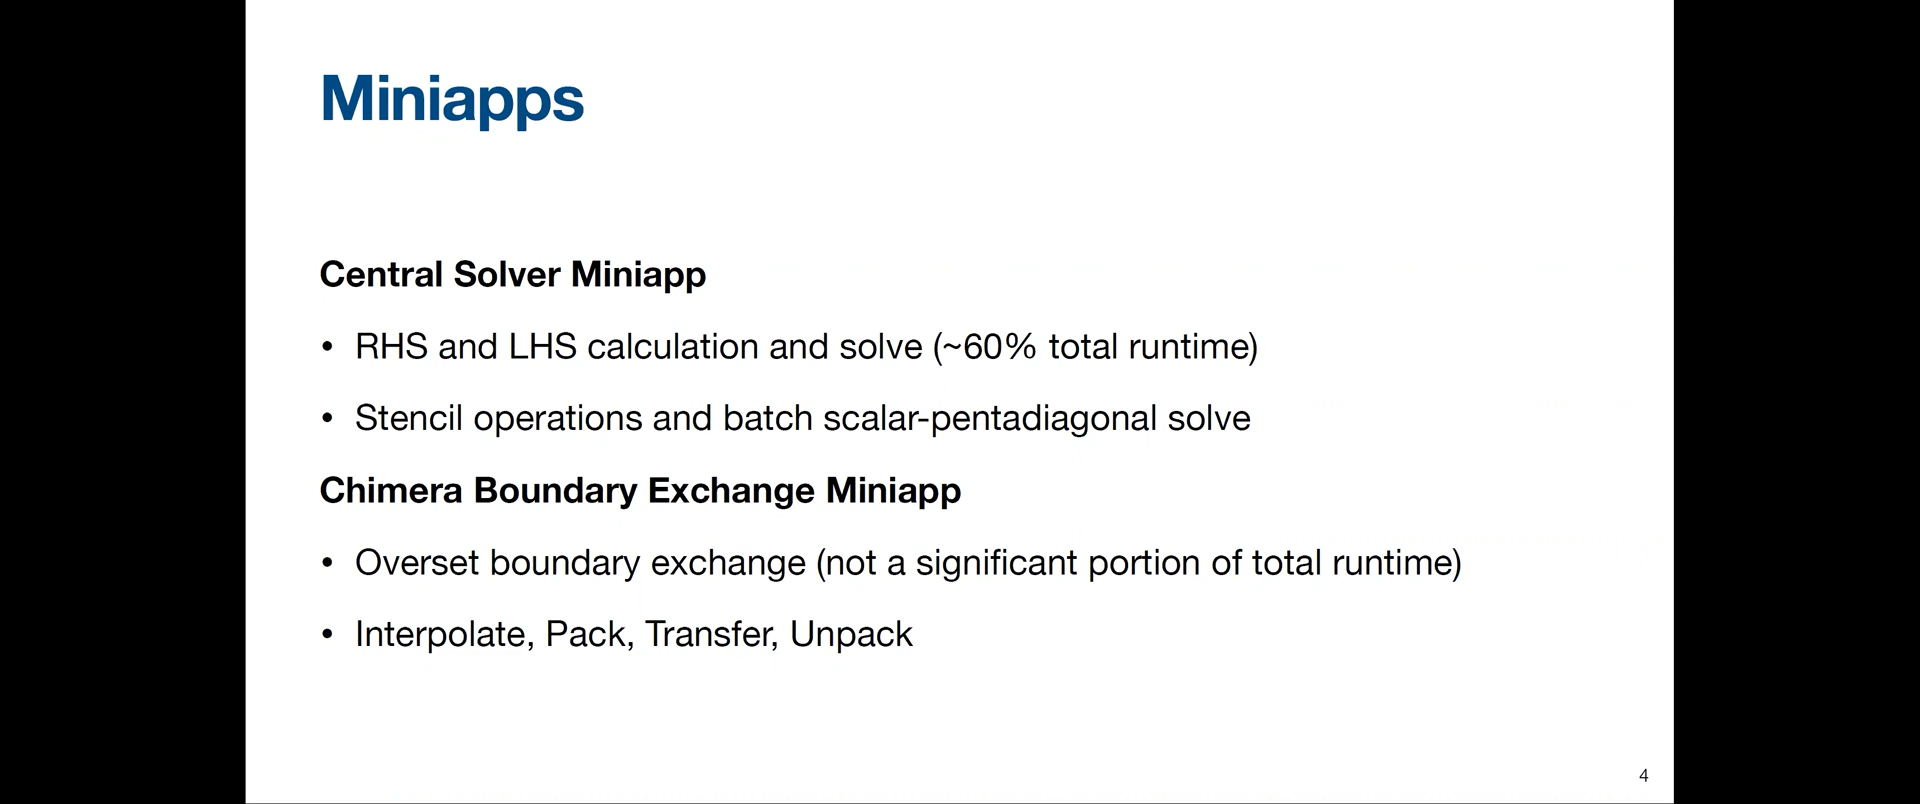 Miniapps
Central Solver Miniapp
• RHS and LHS calculation and solve (~60% total runtime)
• Stencil operations and batch scalar-pentadiagonal solve
Chimera Boundary Exchange Miniapp
• Overset boundary exchange (not a significant portion of total runtime)
• Interpolate, Pack, Transfer, Unpack
4